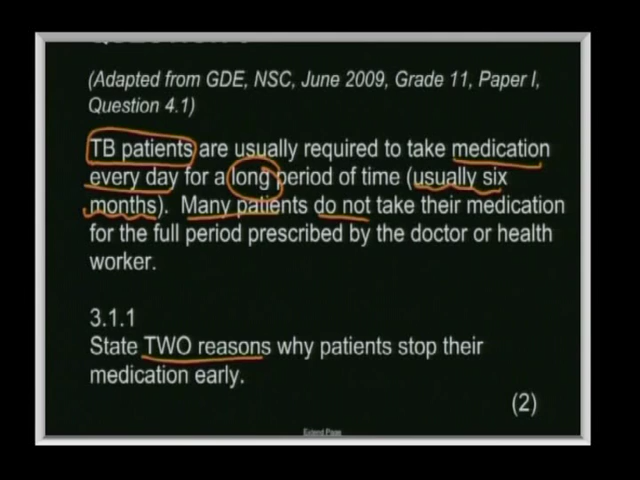 (Adapted from GDE, NSC, June 2009, Grade 11, Paper I,
Question 4.1)
TB patients are usually required to take medication
every day for a long period of time (usually six
months). Many patients do not take their medication
for the full period prescribed by the doctor or health
worker.
3.1.1
State TWO reasons why patients stop their
medication early.
(2)
Extend Page